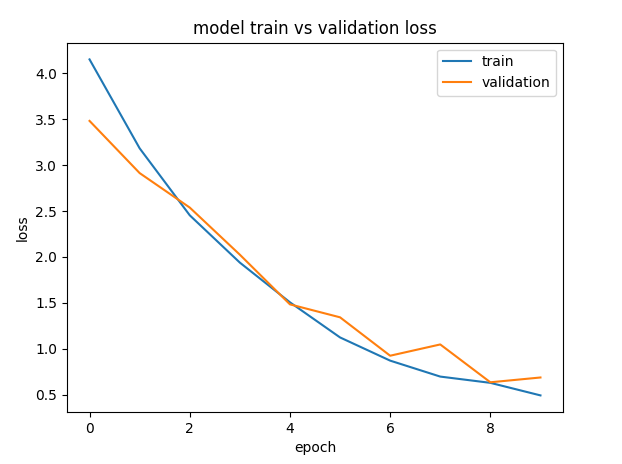 model train vs validation loss
train
validation
4.0
3.5
3.0
2.5
2.0
1.5
1.0
0.5
loss
0 2 4 6 8
epoch